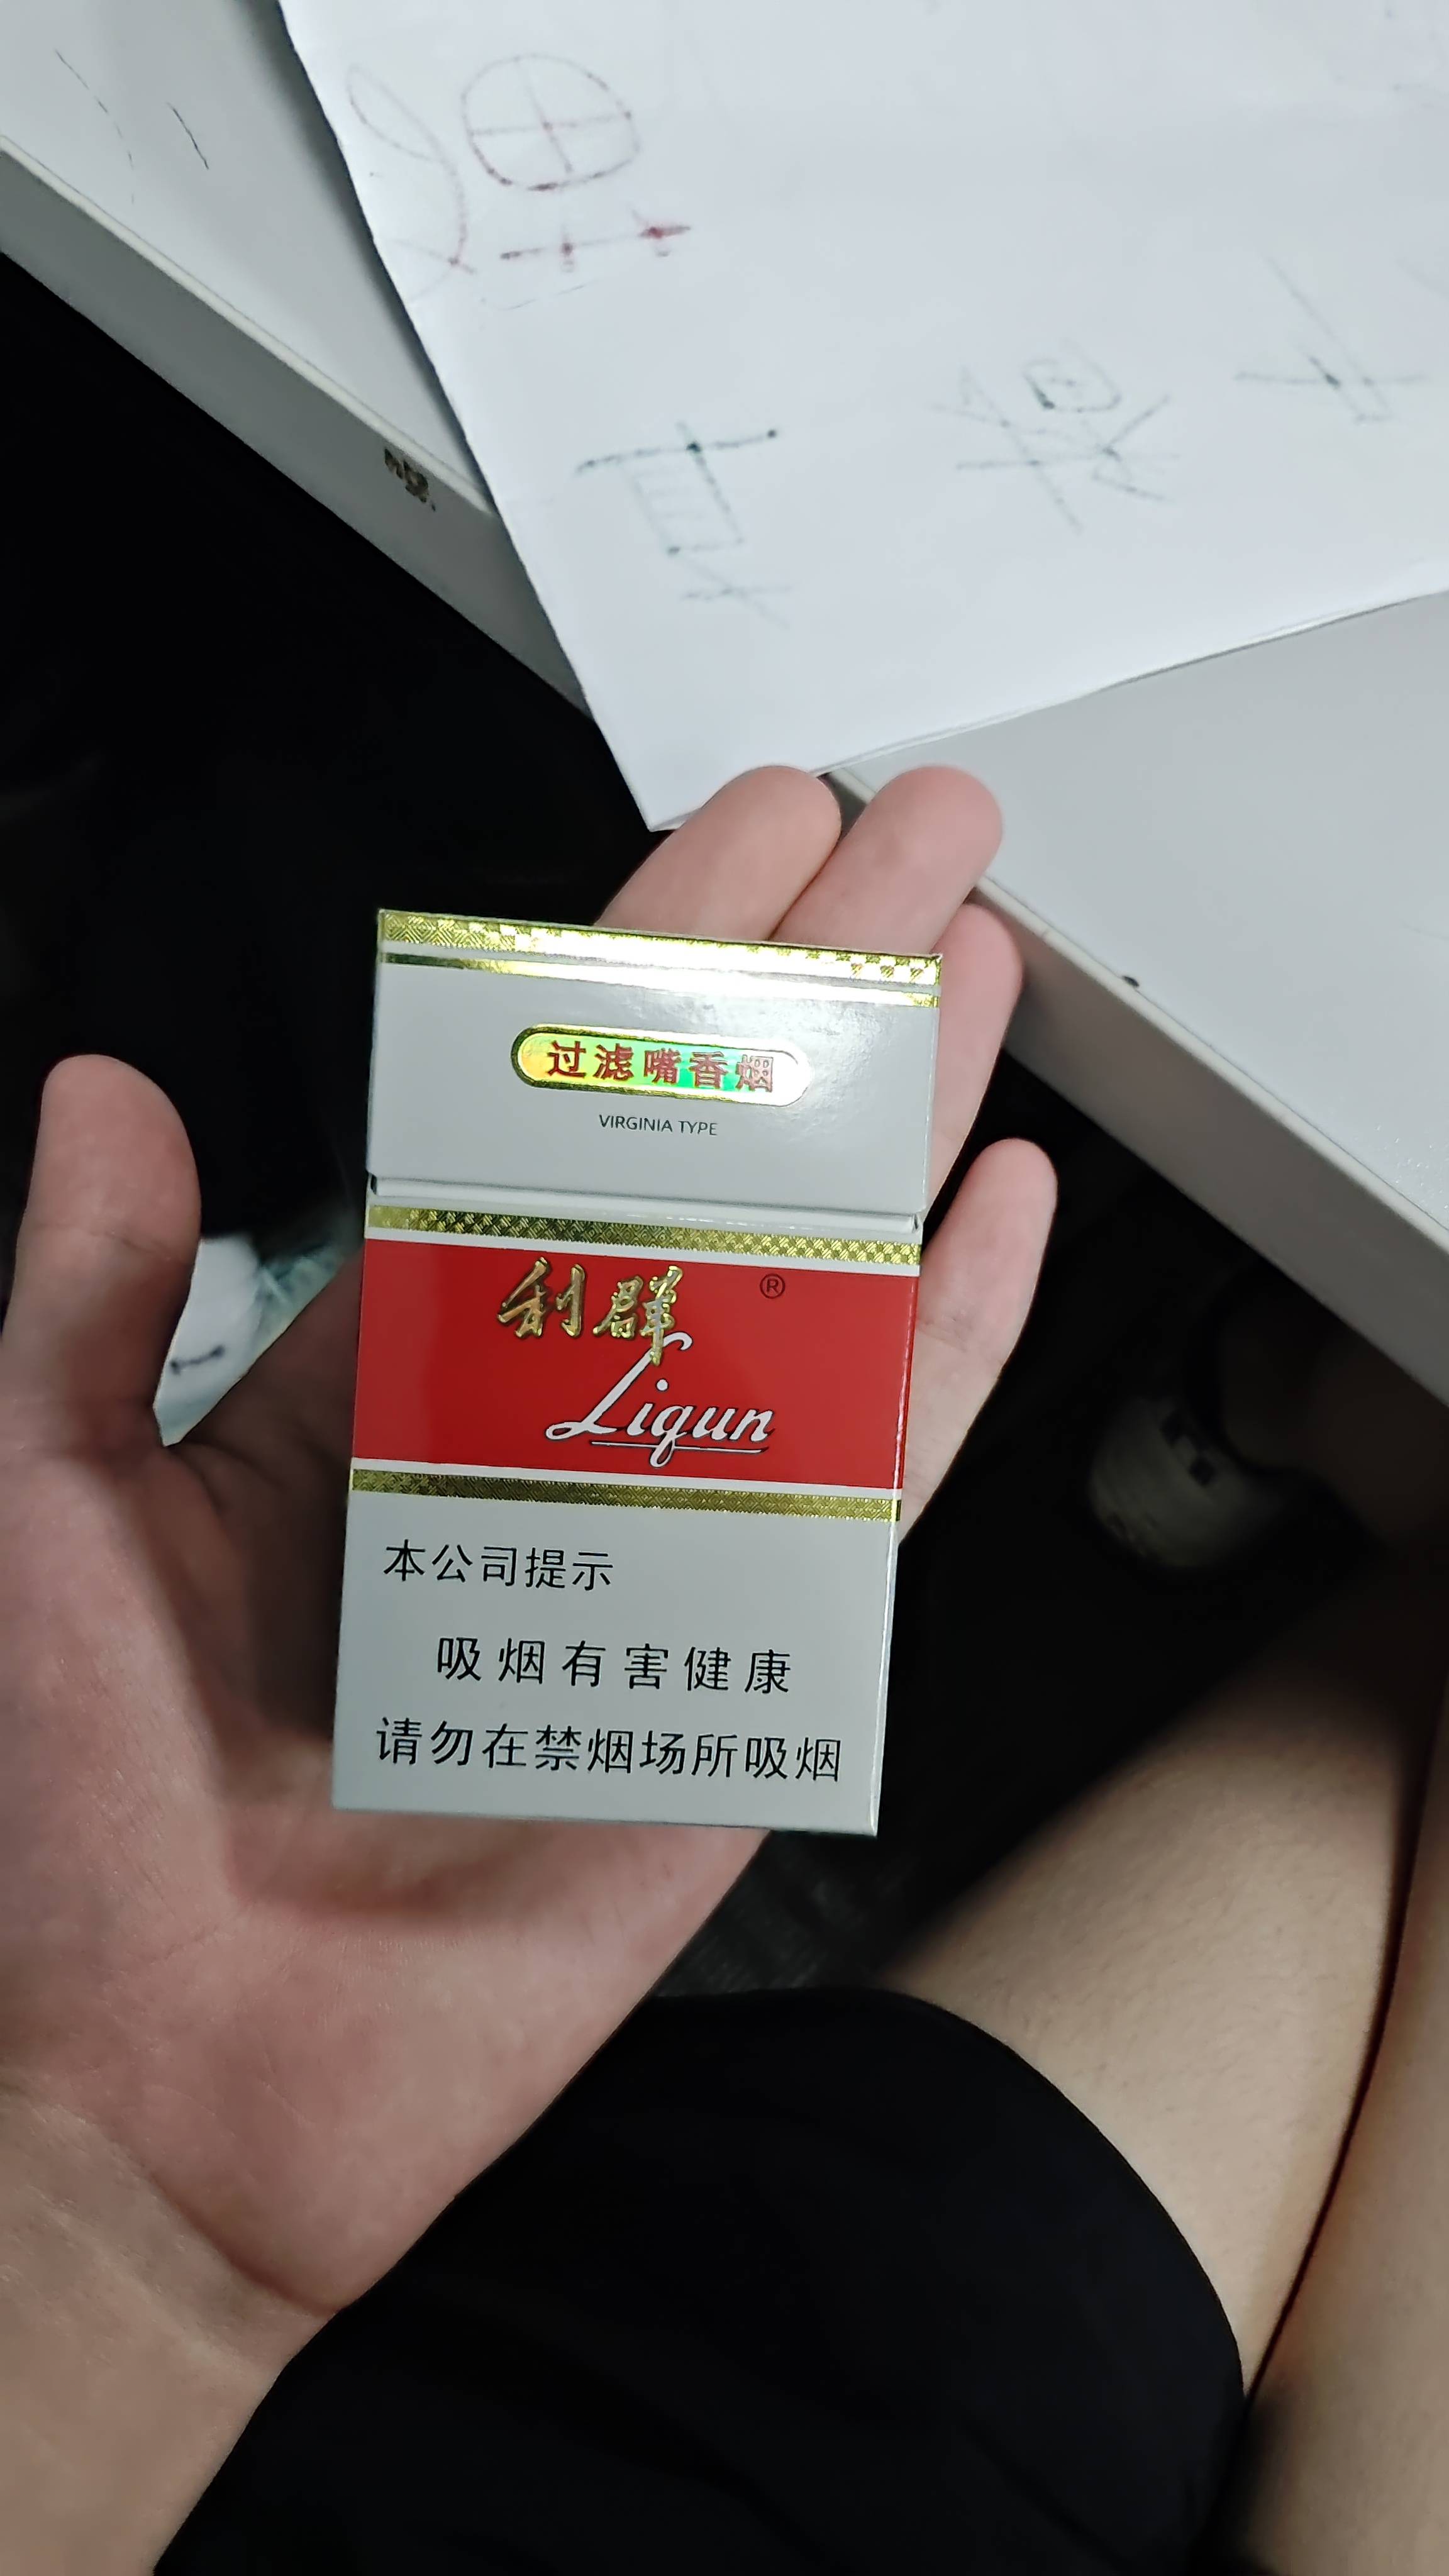 过滤嘴香烟
VIRGINIA TYPE
利群 ®
Liqun
本公司提示
吸烟有害健康
请勿在禁烟场所吸烟